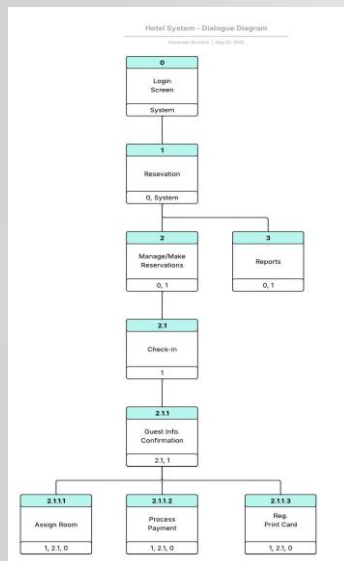 Hotel System - Dialogue Diagram
0
Login
Screen
System
1
Resevation
0, System
2
Manage/Make
Reservations
0, 1
3
Reports
0, 1
2.1
Check-in
1
2.1.1
Guest Info.
Confirmation
2.1, 1
2.1.1.1
Assign Room
1, 2.1, 0
2.1.1.2
Process
Payment
1, 2.1, 0
2.1.1.3
Reg.
Print Card
1, 2.1, 0